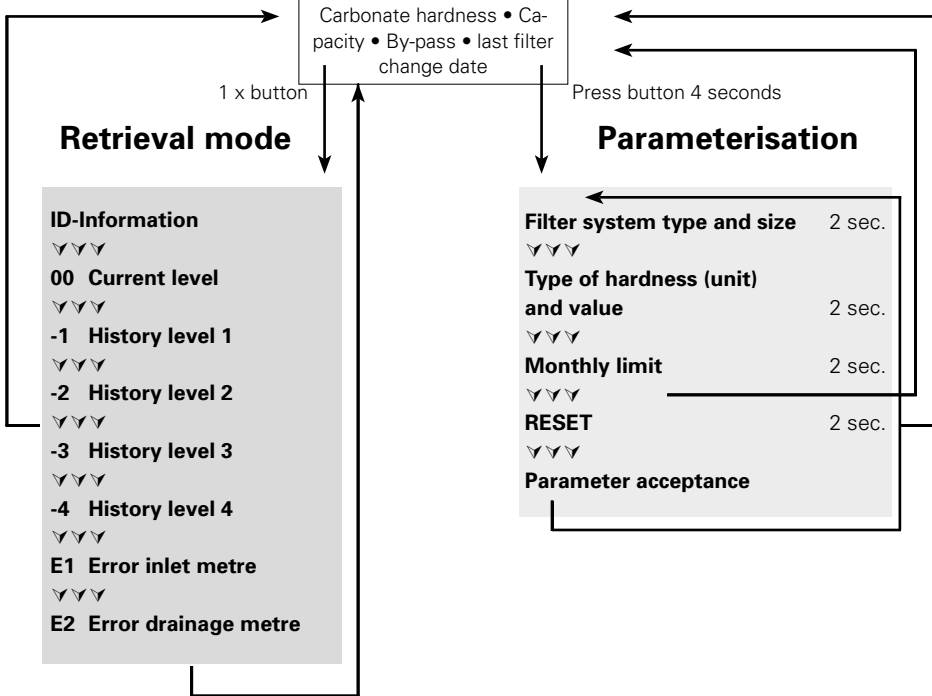 Carbonate hardness • Ca-
pacity • By-pass • last filter
change date
1 x button
Press button 4 seconds
Retrieval mode
Parameterisation
ID-Information
00 Current level
-1 History level 1
-2 History level 2
-3 History level 3
-4 History level 4
E1 Error inlet metre
E2 Error drainage metre
Filter system type and size 2 sec.
Type of hardness (unit)
and value 2 sec.
Monthly limit 2 sec.
RESET 2 sec.
Parameter acceptance